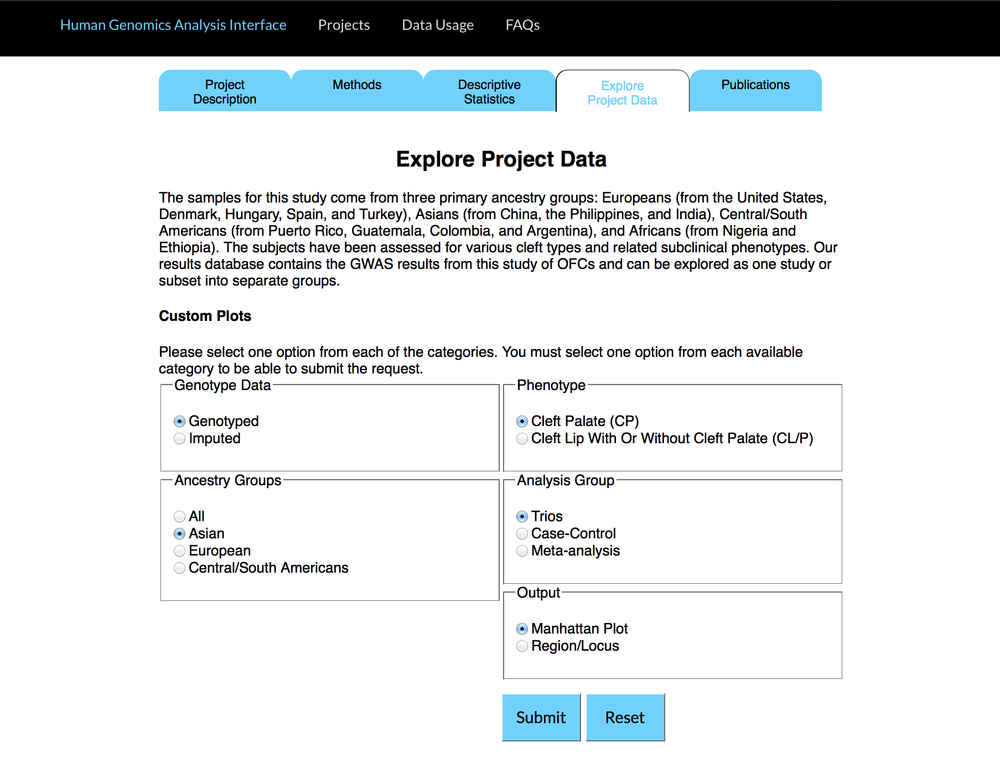 Human Genomics Analysis Interface Projects Data Usage FAQs
Project Description
Methods
Descriptive Statistics
Explore Project Data
Publications
Explore Project Data
The samples for this study come from three primary ancestry groups: Europeans (from the United States,
Denmark, Hungary, Spain, and Turkey), Asians (from China, the Philippines, and India), Central/South
Americans (from Puerto Rico, Guatemala, Colombia, and Argentina), and Africans (from Nigeria and
Ethiopia). The subjects have been assessed for various cleft types and related subclinical phenotypes. Our
results database contains the GWAS results from this study of OFCs and can be explored as one study or
subset into separate groups.
Custom Plots
Please select one option from each of the categories. You must select one option from each available
category to be able to submit the request.
Genotype Data
Genotyped
Imputed
Phenotype
Cleft Palate (CP)
Cleft Lip With Or Without Cleft Palate (CL/P)
Ancestry Groups
All
Asian
European
Central/South Americans
Analysis Group
Trios
Case-Control
Meta-analysis
Output
Manhattan Plot
Region/Locus
Submit Reset